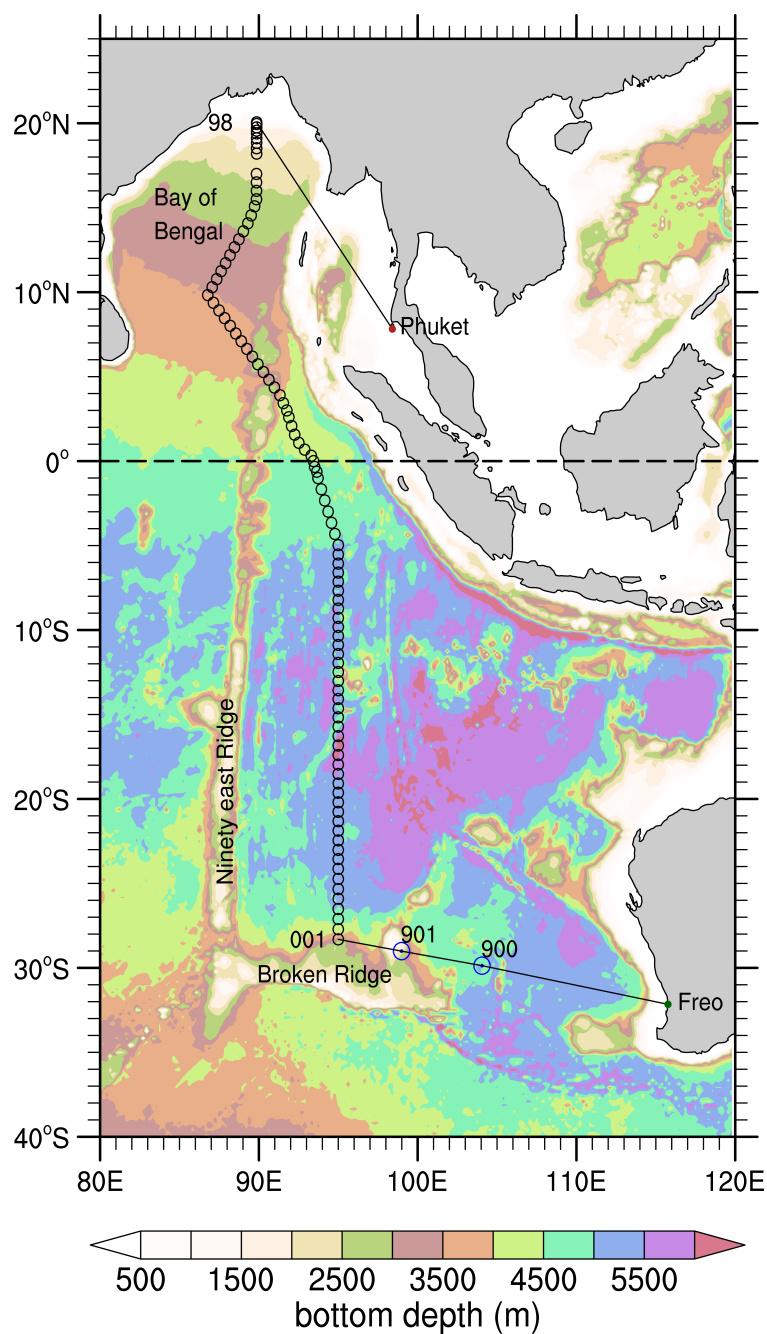 20°N
98
Bay of
Bengal
10°N
Phuket
0°
10°S
Ninety east Ridge
20°S
001
901
900
30°S
Broken Ridge
Freo
40°S
80E
90E
100E
110E
120E
500
1500
2500
3500
4500
5500
bottom depth (m)